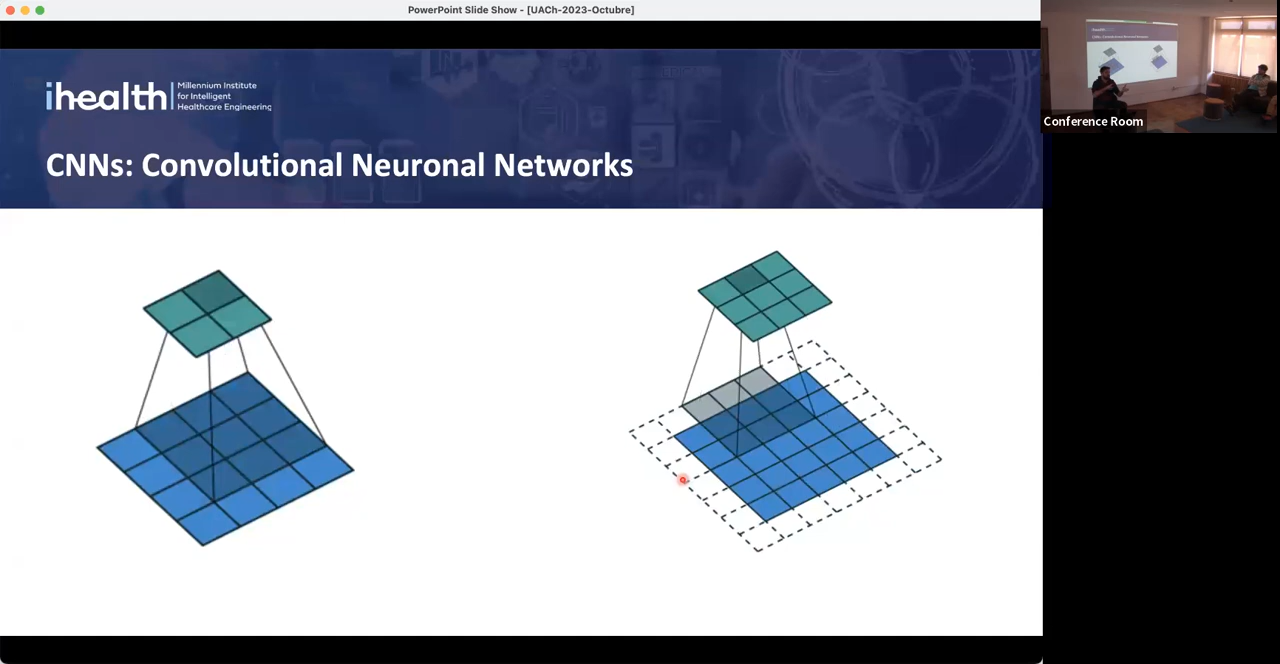 PowerPoint Slide Show - [UACh-2023-Octubre]
ihealth
Millennium Institute
for Intelligent
Healthcare Engineering
CNNs: Convolutional Neuronal Networks
Conference Room